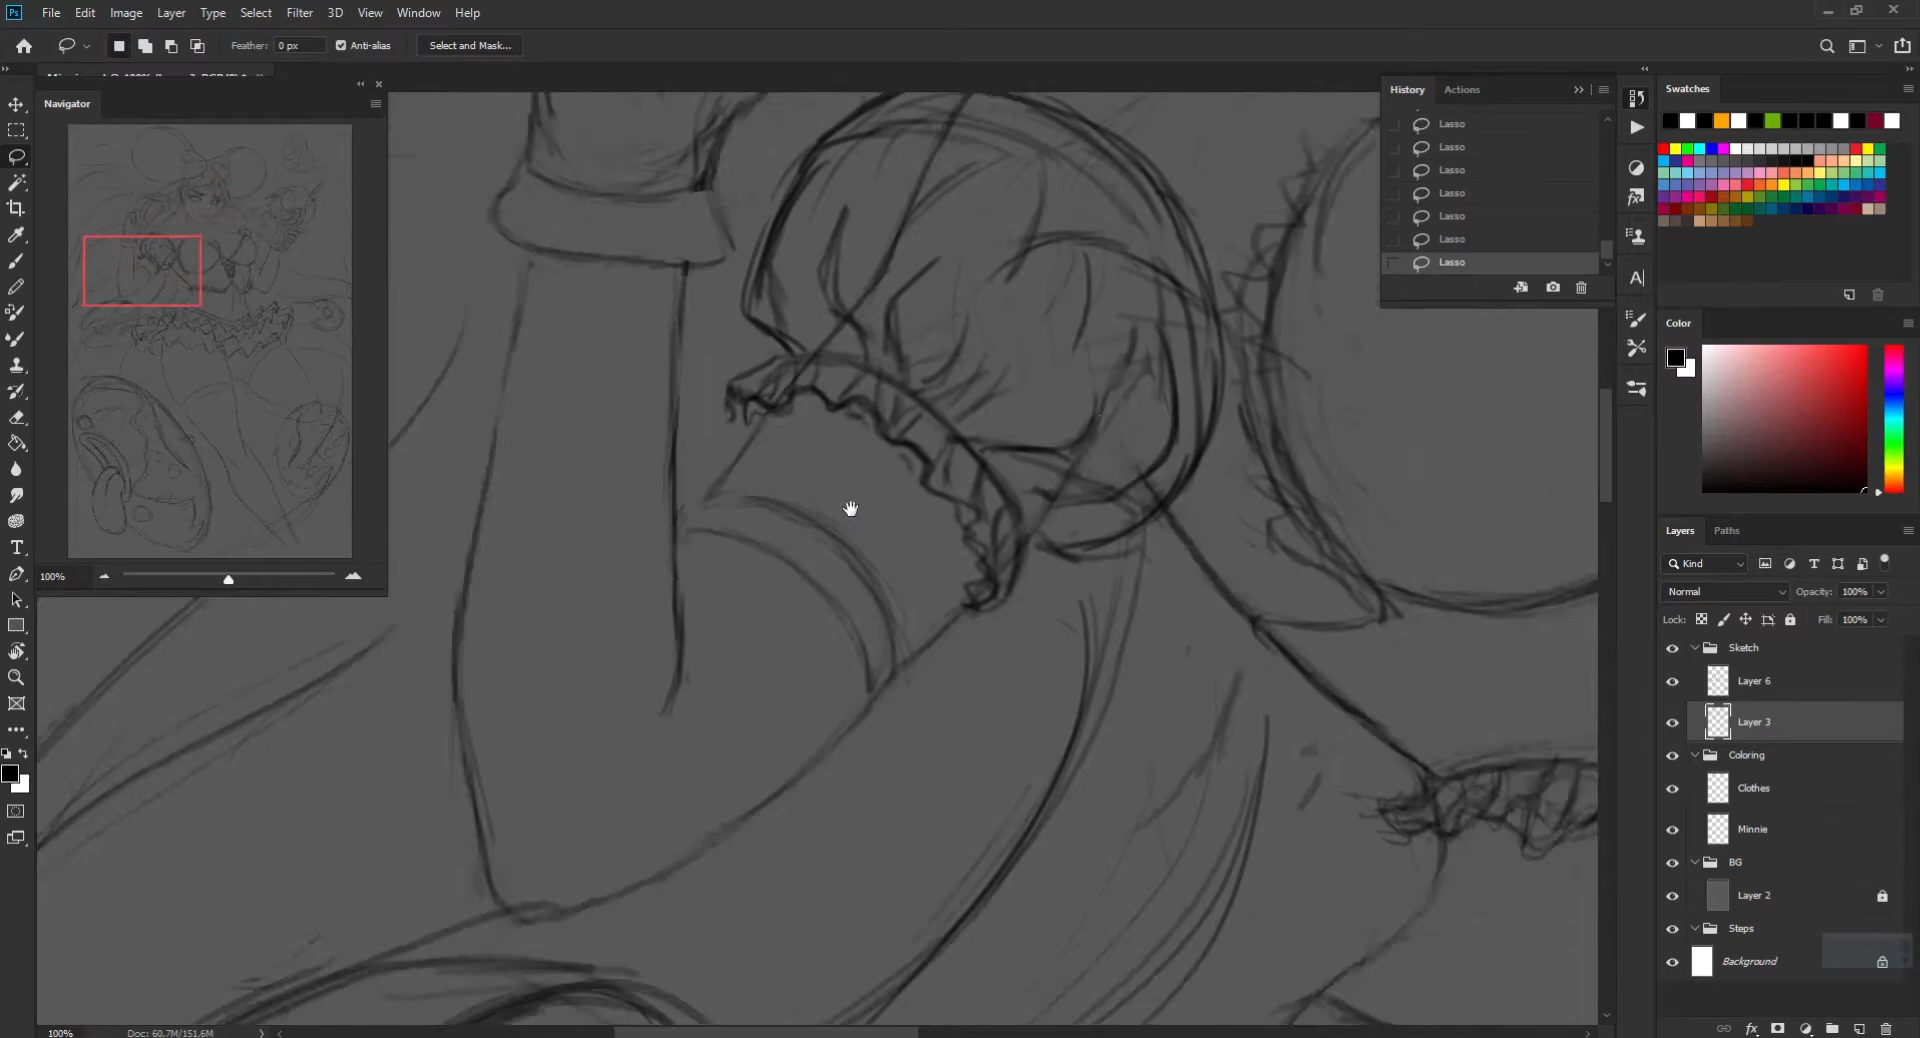 Ps File Edit Image Layer Type Select Filter 3D View Window Help
Feather: 0 px Anti-alias Select and Mask...
Navigator
100%
History Actions
Lasso
Lasso
Lasso
Lasso
Lasso
Lasso
Lasso
Swatches
Color
Layers Paths
Kind
Normal Opacity: 100%
Lock: Fill: 100%
Sketch
Layer 6
Layer 3
Coloring
Clothes
Minnie
BG
Layer 2
Steps
Background
100% Doc: 60,7M/151,6M